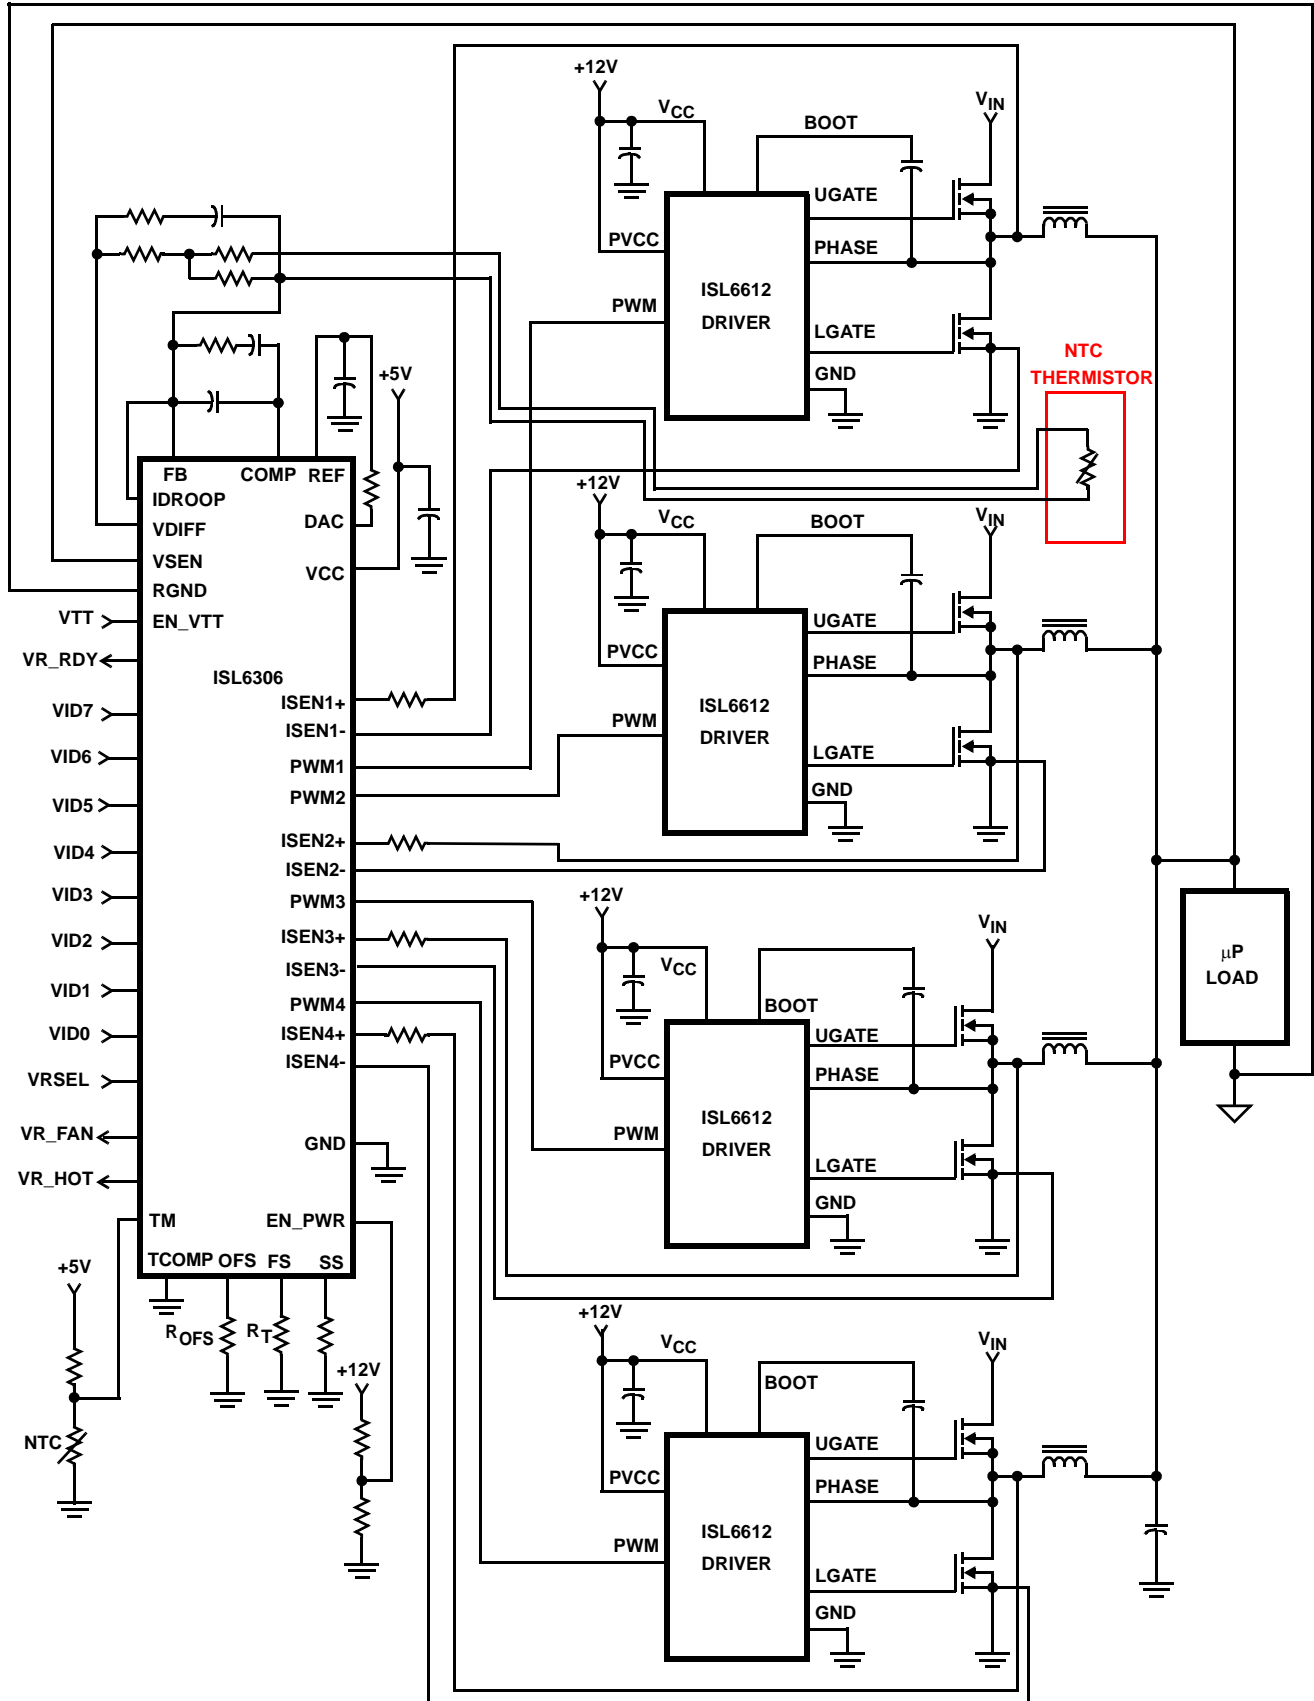 +12V
VCC
BOOT
VIN
UGATE
PVCC
PHASE
ISL6612
DRIVER
PWM
LGATE
GND
NTC
THERMISTOR
+5V
FB
COMP
REF
IDROOP
DAC
VDIFF
VSEN
VCC
RGND
VTT
EN_VTT
VR_RDY
ISL6306
VID7
ISEN1+
ISEN1-
VID6
PWM1
PWM2
VID5
VID4
ISEN2+
ISEN2-
VID3
PWM3
VID2
ISEN3+
ISEN3-
VID1
PWM4
VID0
ISEN4+
ISEN4-
VRSEL
VR_FAN
GND
VR_HOT
TM
EN_PWR
TCOMP
OFS
FS
SS
+5V
ROFS
RT
+12V
NTC
+12V
VCC
BOOT
VIN
UGATE
PVCC
PHASE
ISL6612
DRIVER
PWM
LGATE
GND
+12V
VCC
BOOT
VIN
UGATE
PVCC
PHASE
ISL6612
DRIVER
PWM
LGATE
GND
µP
LOAD
+12V
VCC
BOOT
VIN
UGATE
PVCC
PHASE
ISL6612
DRIVER
PWM
LGATE
GND